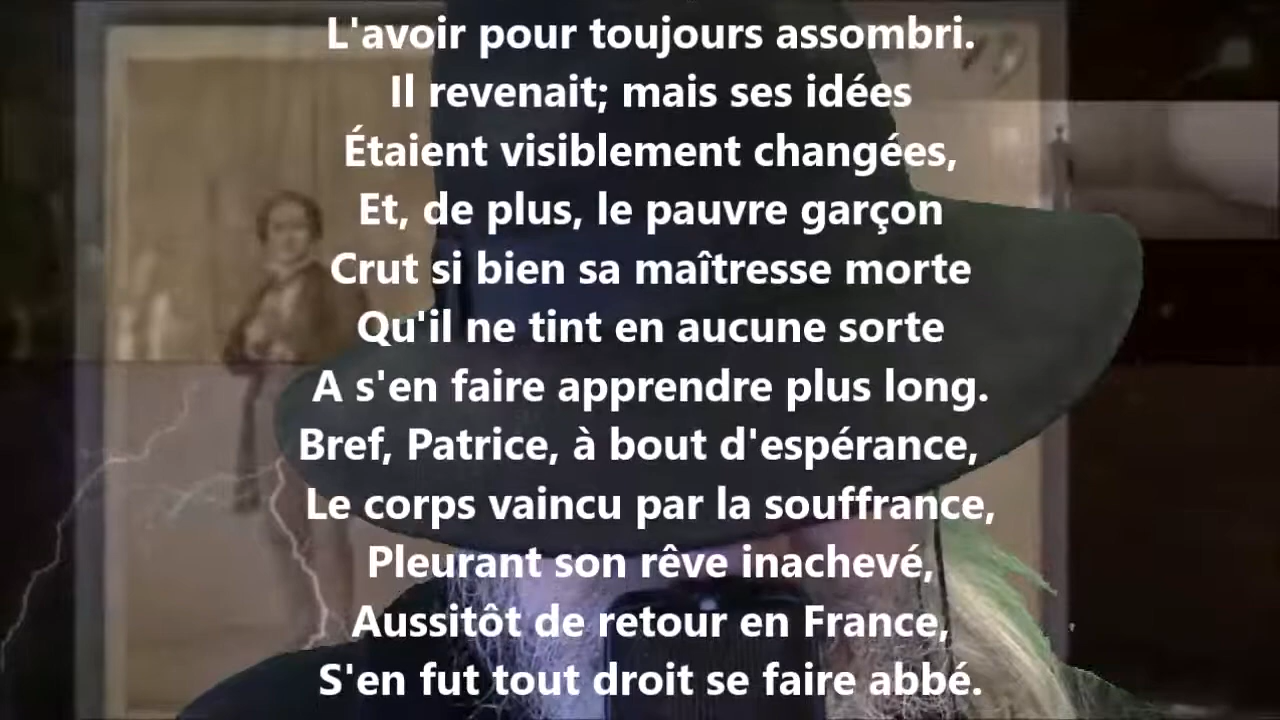 L'avoir pour toujours assombri.
Il revenait; mais ses idées
Étaient visiblement changées,
Et, de plus, le pauvre garçon
Crut si bien sa maîtresse morte
Qu'il ne tint en aucune sorte
A s'en faire apprendre plus long.
Bref, Patrice, à bout d'espérance,
Le corps vaincu par la souffrance,
Pleurant son rêve inachevé,
Aussitôt de retour en France,
S'en fut tout droit se faire abbé.